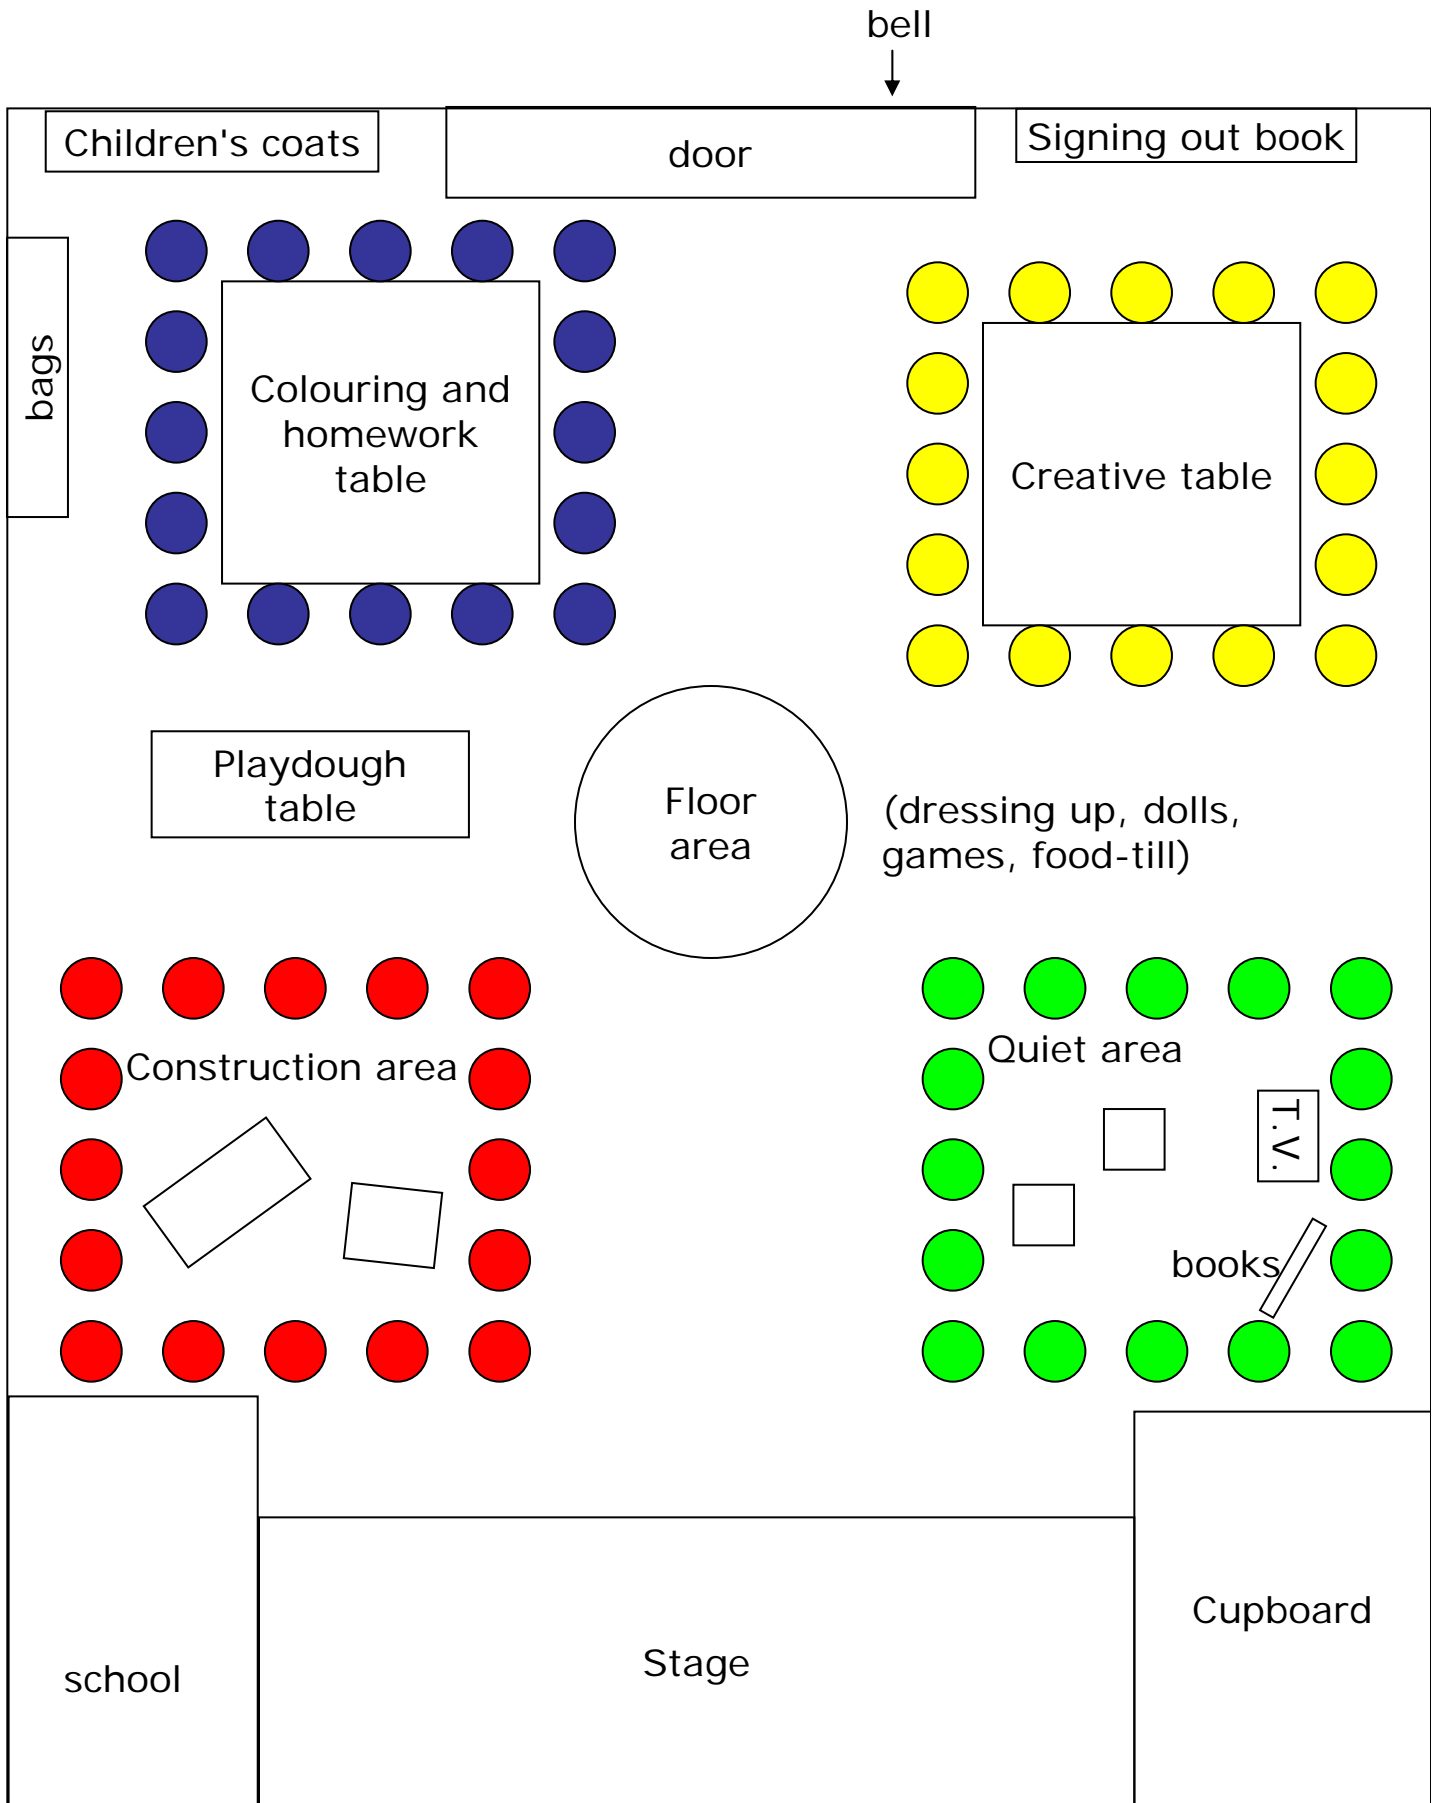 bell
Children's coats
door
Signing out book
bags
Colouring and
homework
table
Creative table
Playdough
table
Floor
area
(dressing up, dolls,
games, food-till)
Construction area
Quiet area
T.V.
books
school
Stage
Cupboard